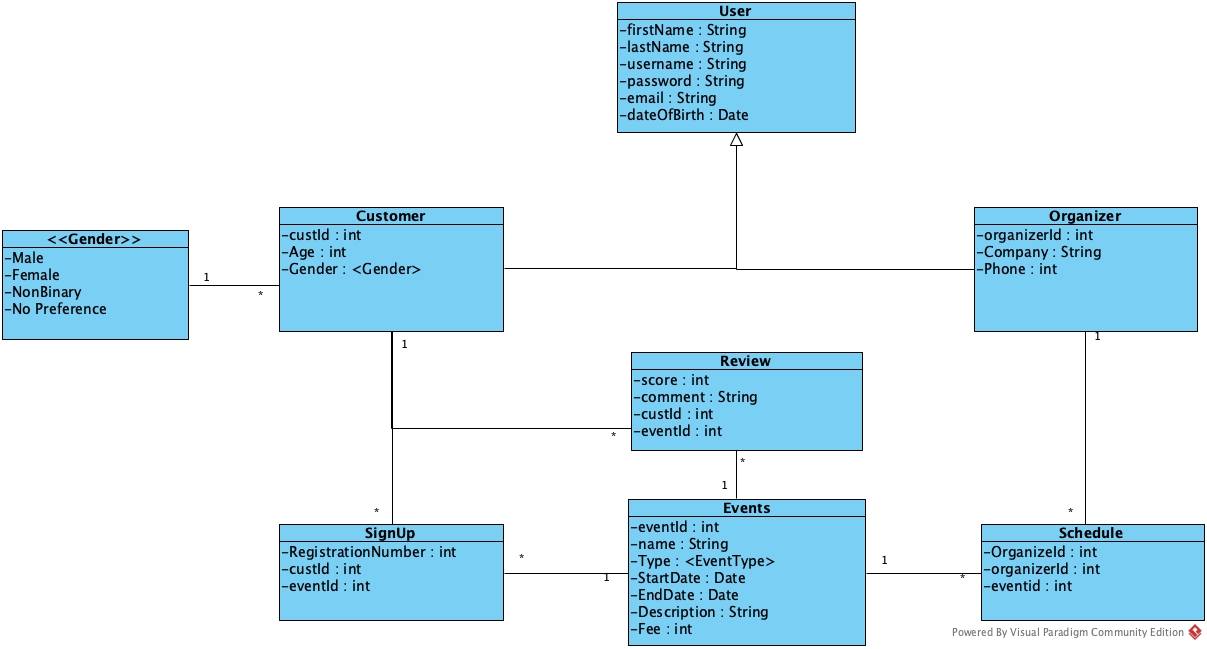 User
-firstName : String
-lastName : String
-username : String
-password : String
-email : String
-dateOfBirth : Date
<<Gender>>
-Male
-Female
-NonBinary
-No Preference
1
*
Customer
-custId : int
-Age : int
-Gender : <Gender>
Organizer
-organizerId : int
-Company : String
-Phone : int
1
1
Review
-score : int
-comment : String
-custId : int
-eventId : int
*
*
1
*
*
SignUp
-RegistrationNumber : int
-custId : int
-eventId : int
*
1
Events
-eventId : int
-name : String
-Type : <EventType>
-StartDate : Date
-EndDate : Date
-Description : String
-Fee : int
1
*
Schedule
-OrganizeId : int
-organizerId : int
-eventid : int
Powered By Visual Paradigm Community Edition